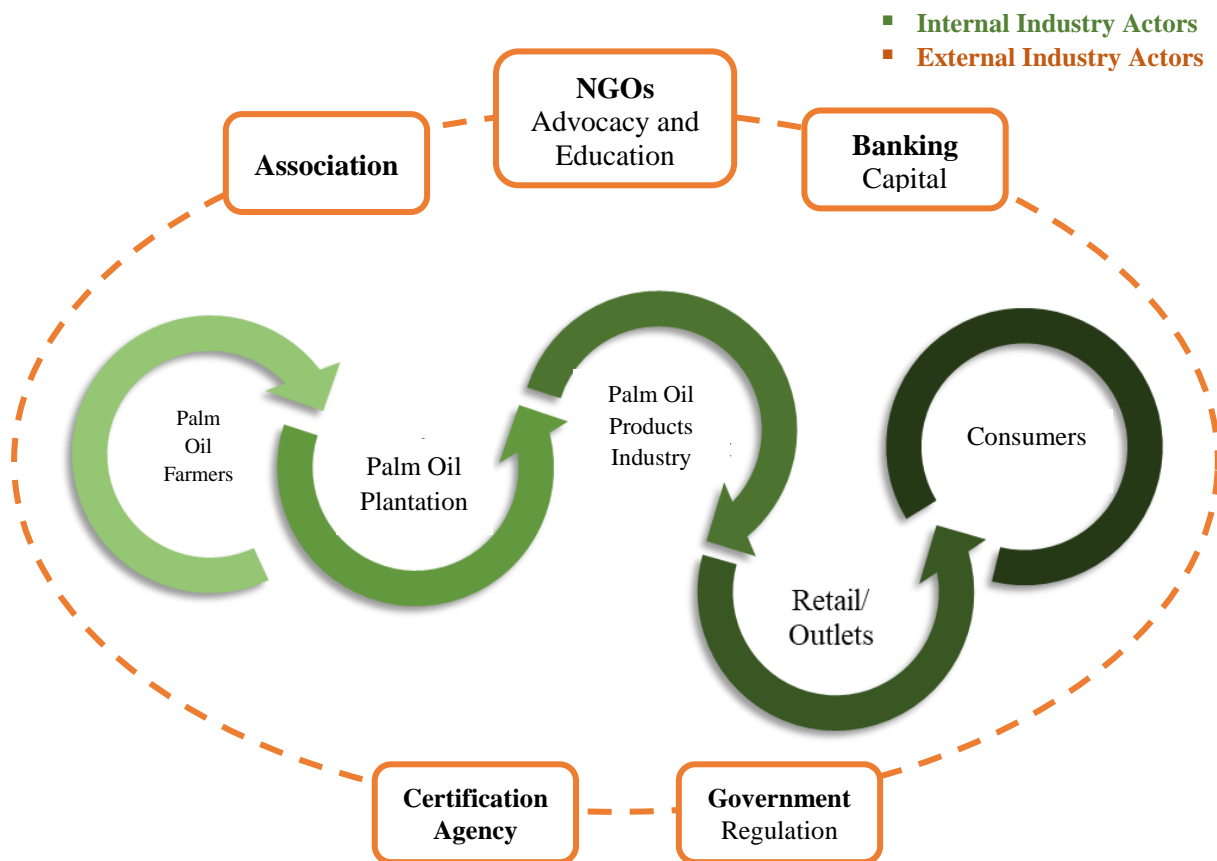 Internal Industry Actors
External Industry Actors
NGOs
Advocacy and
Education
Association
Banking
Capital
Palm
Oil
Farmers
Palm Oil
Plantation
Palm Oil
Products
Industry
Retail/
Outlets
Consumers
Certification
Agency
Government
Regulation